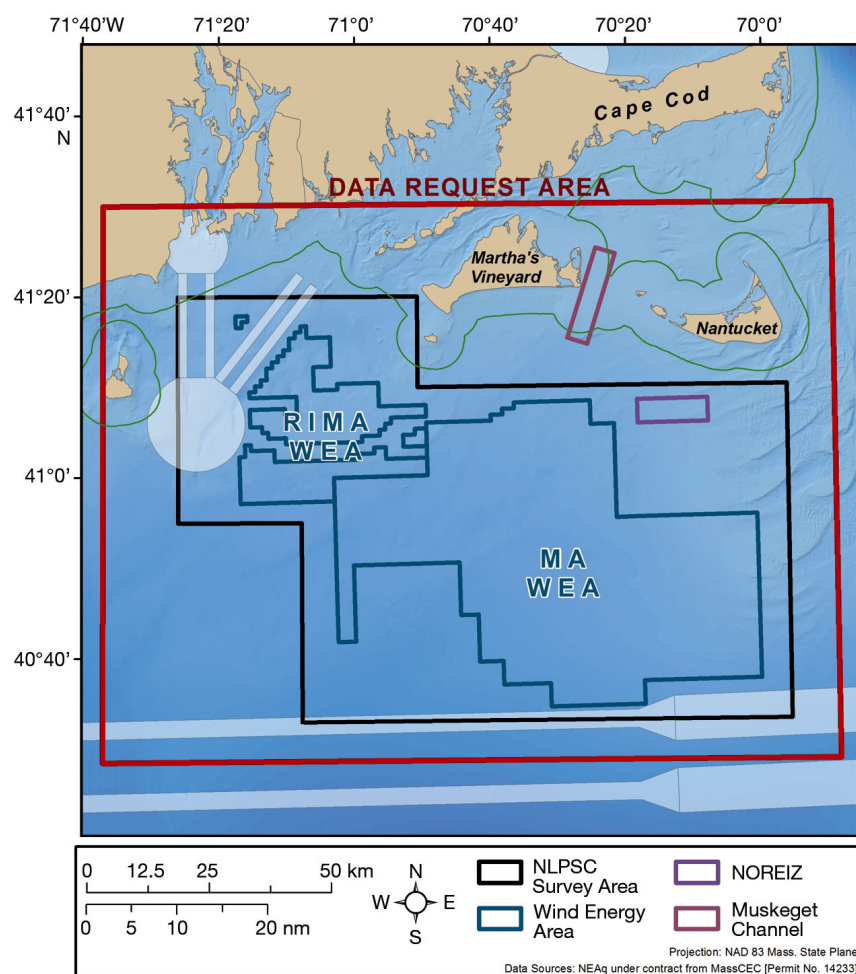 71°40'W 71°20' 71°0' 70°40' 70°20' 70°0'
41°40'
N
41°20'
41°0'
40°40'
Cape Cod
DATA REQUEST AREA
Martha's
Vineyard
Nantucket
RIMA
WEA
MA
WEA
0 12.5 25 50 km
0 5 10 20 nm
N
W E
S
NLPSC
Survey Area
Wind Energy
Area
NOREIZ
Muskeget
Channel
Projection: NAD 83 Mass. State Plane
Data Sources: NEAq under contract from MassCEC [Permit No. 14233]